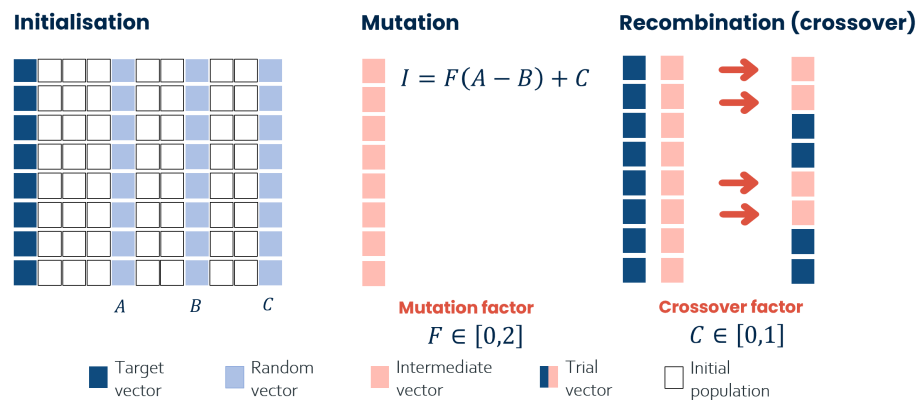 Initialisation
Mutation
Recombination (crossover)
I = F(A − B) + C
A
B
C
Mutation factor
F ∈ [0,2]
Crossover factor
C ∈ [0,1]
Target
vector
Random
vector
Intermediate
vector
Trial
vector
Initial
population